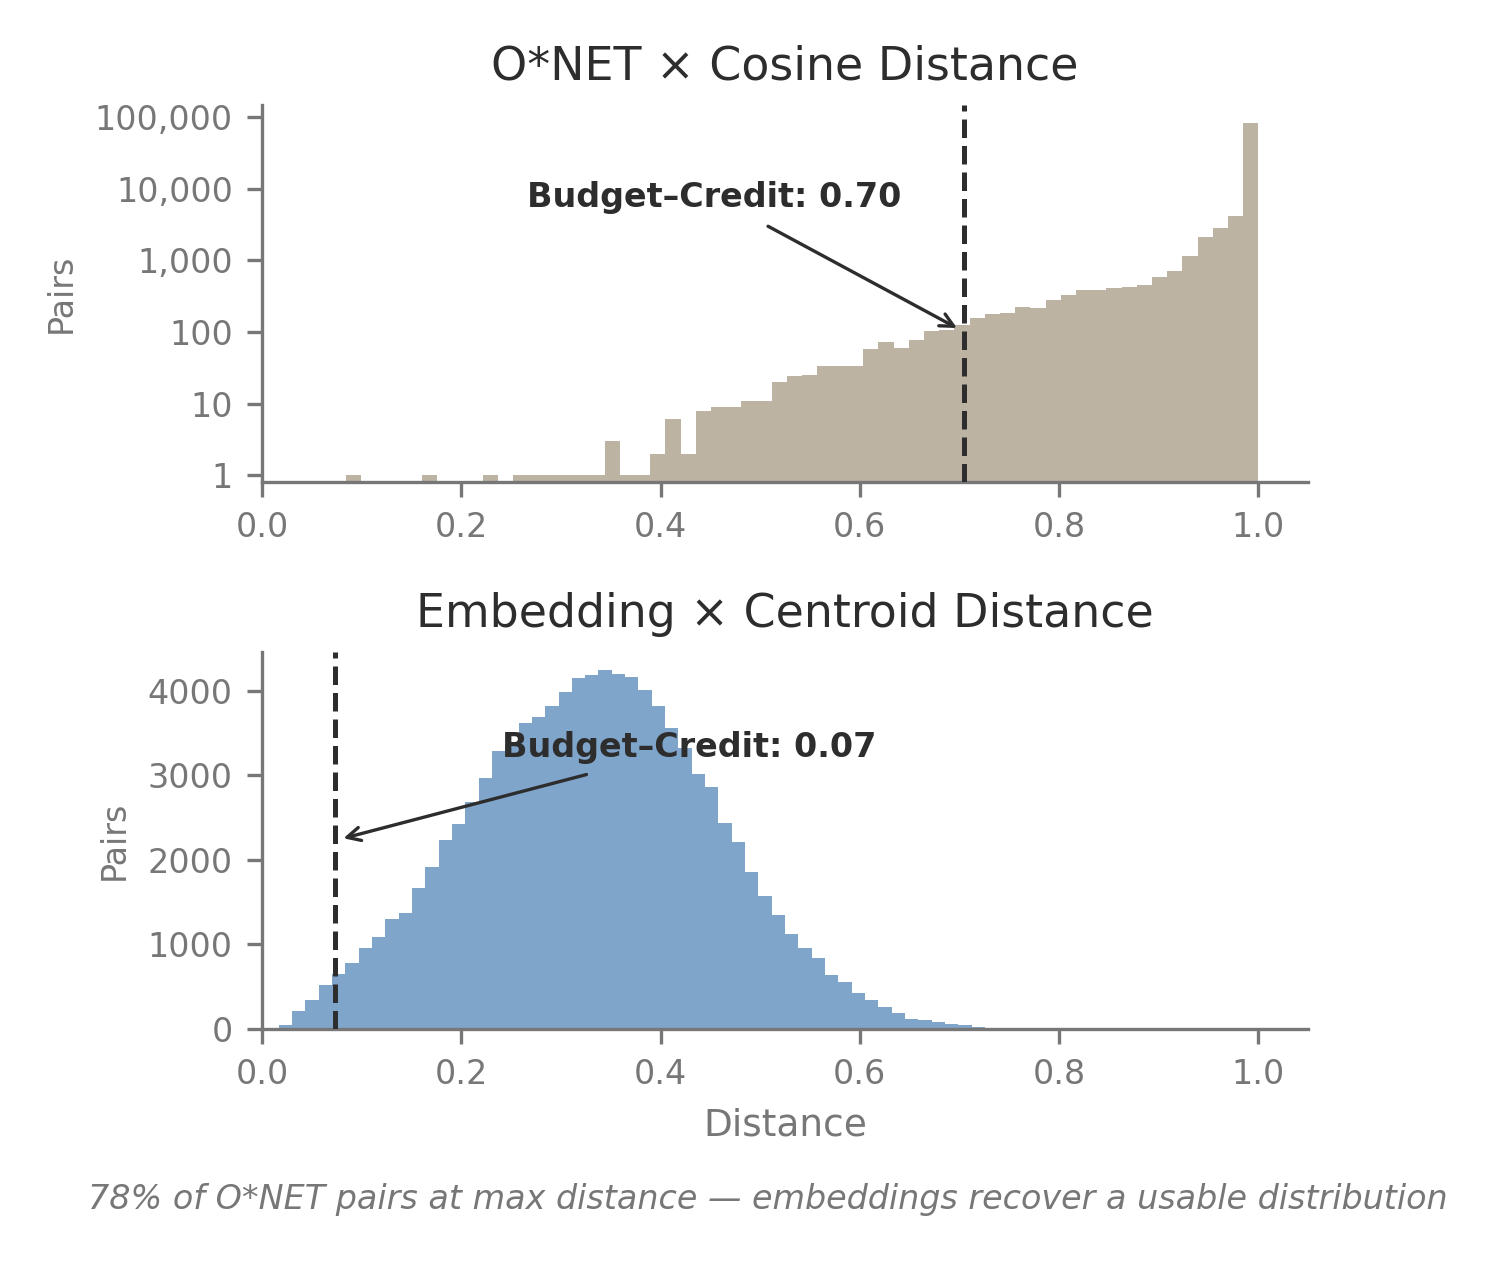 O*NET × Cosine Distance
100,000
10,000
1,000
100
10
1
Pairs
Budget–Credit: 0.70
0.0 0.2 0.4 0.6 0.8 1.0
Embedding × Centroid Distance
4000
3000
2000
1000
0
Pairs
Budget–Credit: 0.07
0.0 0.2 0.4 0.6 0.8 1.0
Distance
78% of O*NET pairs at max distance — embeddings recover a usable distribution